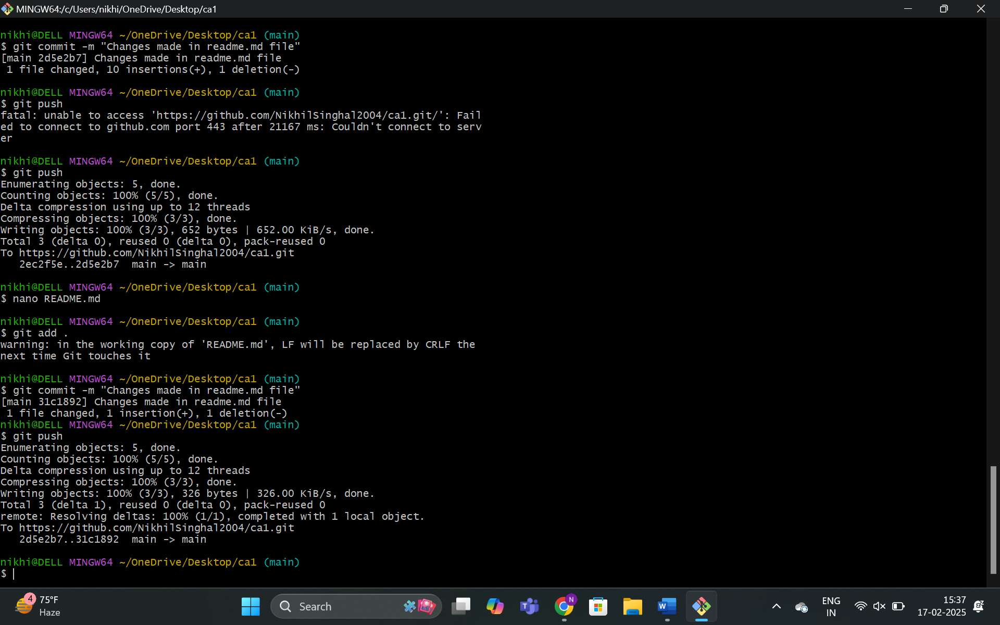 MINGW64:/c/Users/nikhi/OneDrive/Desktop/ca1
nikhi@DELL MINGW64 ~/OneDrive/Desktop/ca1 (main)
$ git commit -m "Changes made in readme.md file"
[main 2d5e2b7] Changes made in readme.md file
1 file changed, 10 insertions(+), 1 deletion(-)
nikhi@DELL MINGW64 ~/OneDrive/Desktop/ca1 (main)
$ git push
fatal: unable to access 'https://github.com/NikhilSinghal2004/ca1.git/': Fail
ed to connect to github.com port 443 after 21167 ms: Couldn't connect to serv
er
nikhi@DELL MINGW64 ~/OneDrive/Desktop/ca1 (main)
$ git push
Enumerating objects: 5, done.
Counting objects: 100% (5/5), done.
Delta compression using up to 12 threads
Compressing objects: 100% (3/3), done.
Writing objects: 100% (3/3), 652 bytes | 652.00 KiB/s, done.
Total 3 (delta 0), reused 0 (delta 0), pack-reused 0
To https://github.com/NikhilSinghal2004/ca1.git
2ec2f5e..2d5e2b7  main -> main
nikhi@DELL MINGW64 ~/OneDrive/Desktop/ca1 (main)
$ nano README.md
nikhi@DELL MINGW64 ~/OneDrive/Desktop/ca1 (main)
$ git add .
warning: in the working copy of 'README.md', LF will be replaced by CRLF the
next time Git touches it
nikhi@DELL MINGW64 ~/OneDrive/Desktop/ca1 (main)
$ git commit -m "Changes made in readme.md file"
[main 31c1892] Changes made in readme.md file
1 file changed, 1 insertion(+), 1 deletion(-)
nikhi@DELL MINGW64 ~/OneDrive/Desktop/ca1 (main)
$ git push
Enumerating objects: 5, done.
Counting objects: 100% (5/5), done.
Delta compression using up to 12 threads
Compressing objects: 100% (3/3), done.
Writing objects: 100% (3/3), 326 bytes | 326.00 KiB/s, done.
Total 3 (delta 1), reused 0 (delta 0), pack-reused 0
remote: Resolving deltas: 100% (1/1), completed with 1 local object.
To https://github.com/NikhilSinghal2004/ca1.git
2d5e2b7..31c1892  main -> main
nikhi@DELL MINGW64 ~/OneDrive/Desktop/ca1 (main)
$
4
75°F
Haze
Search
T
N
W
ENG
IN
15:37
17-02-2025